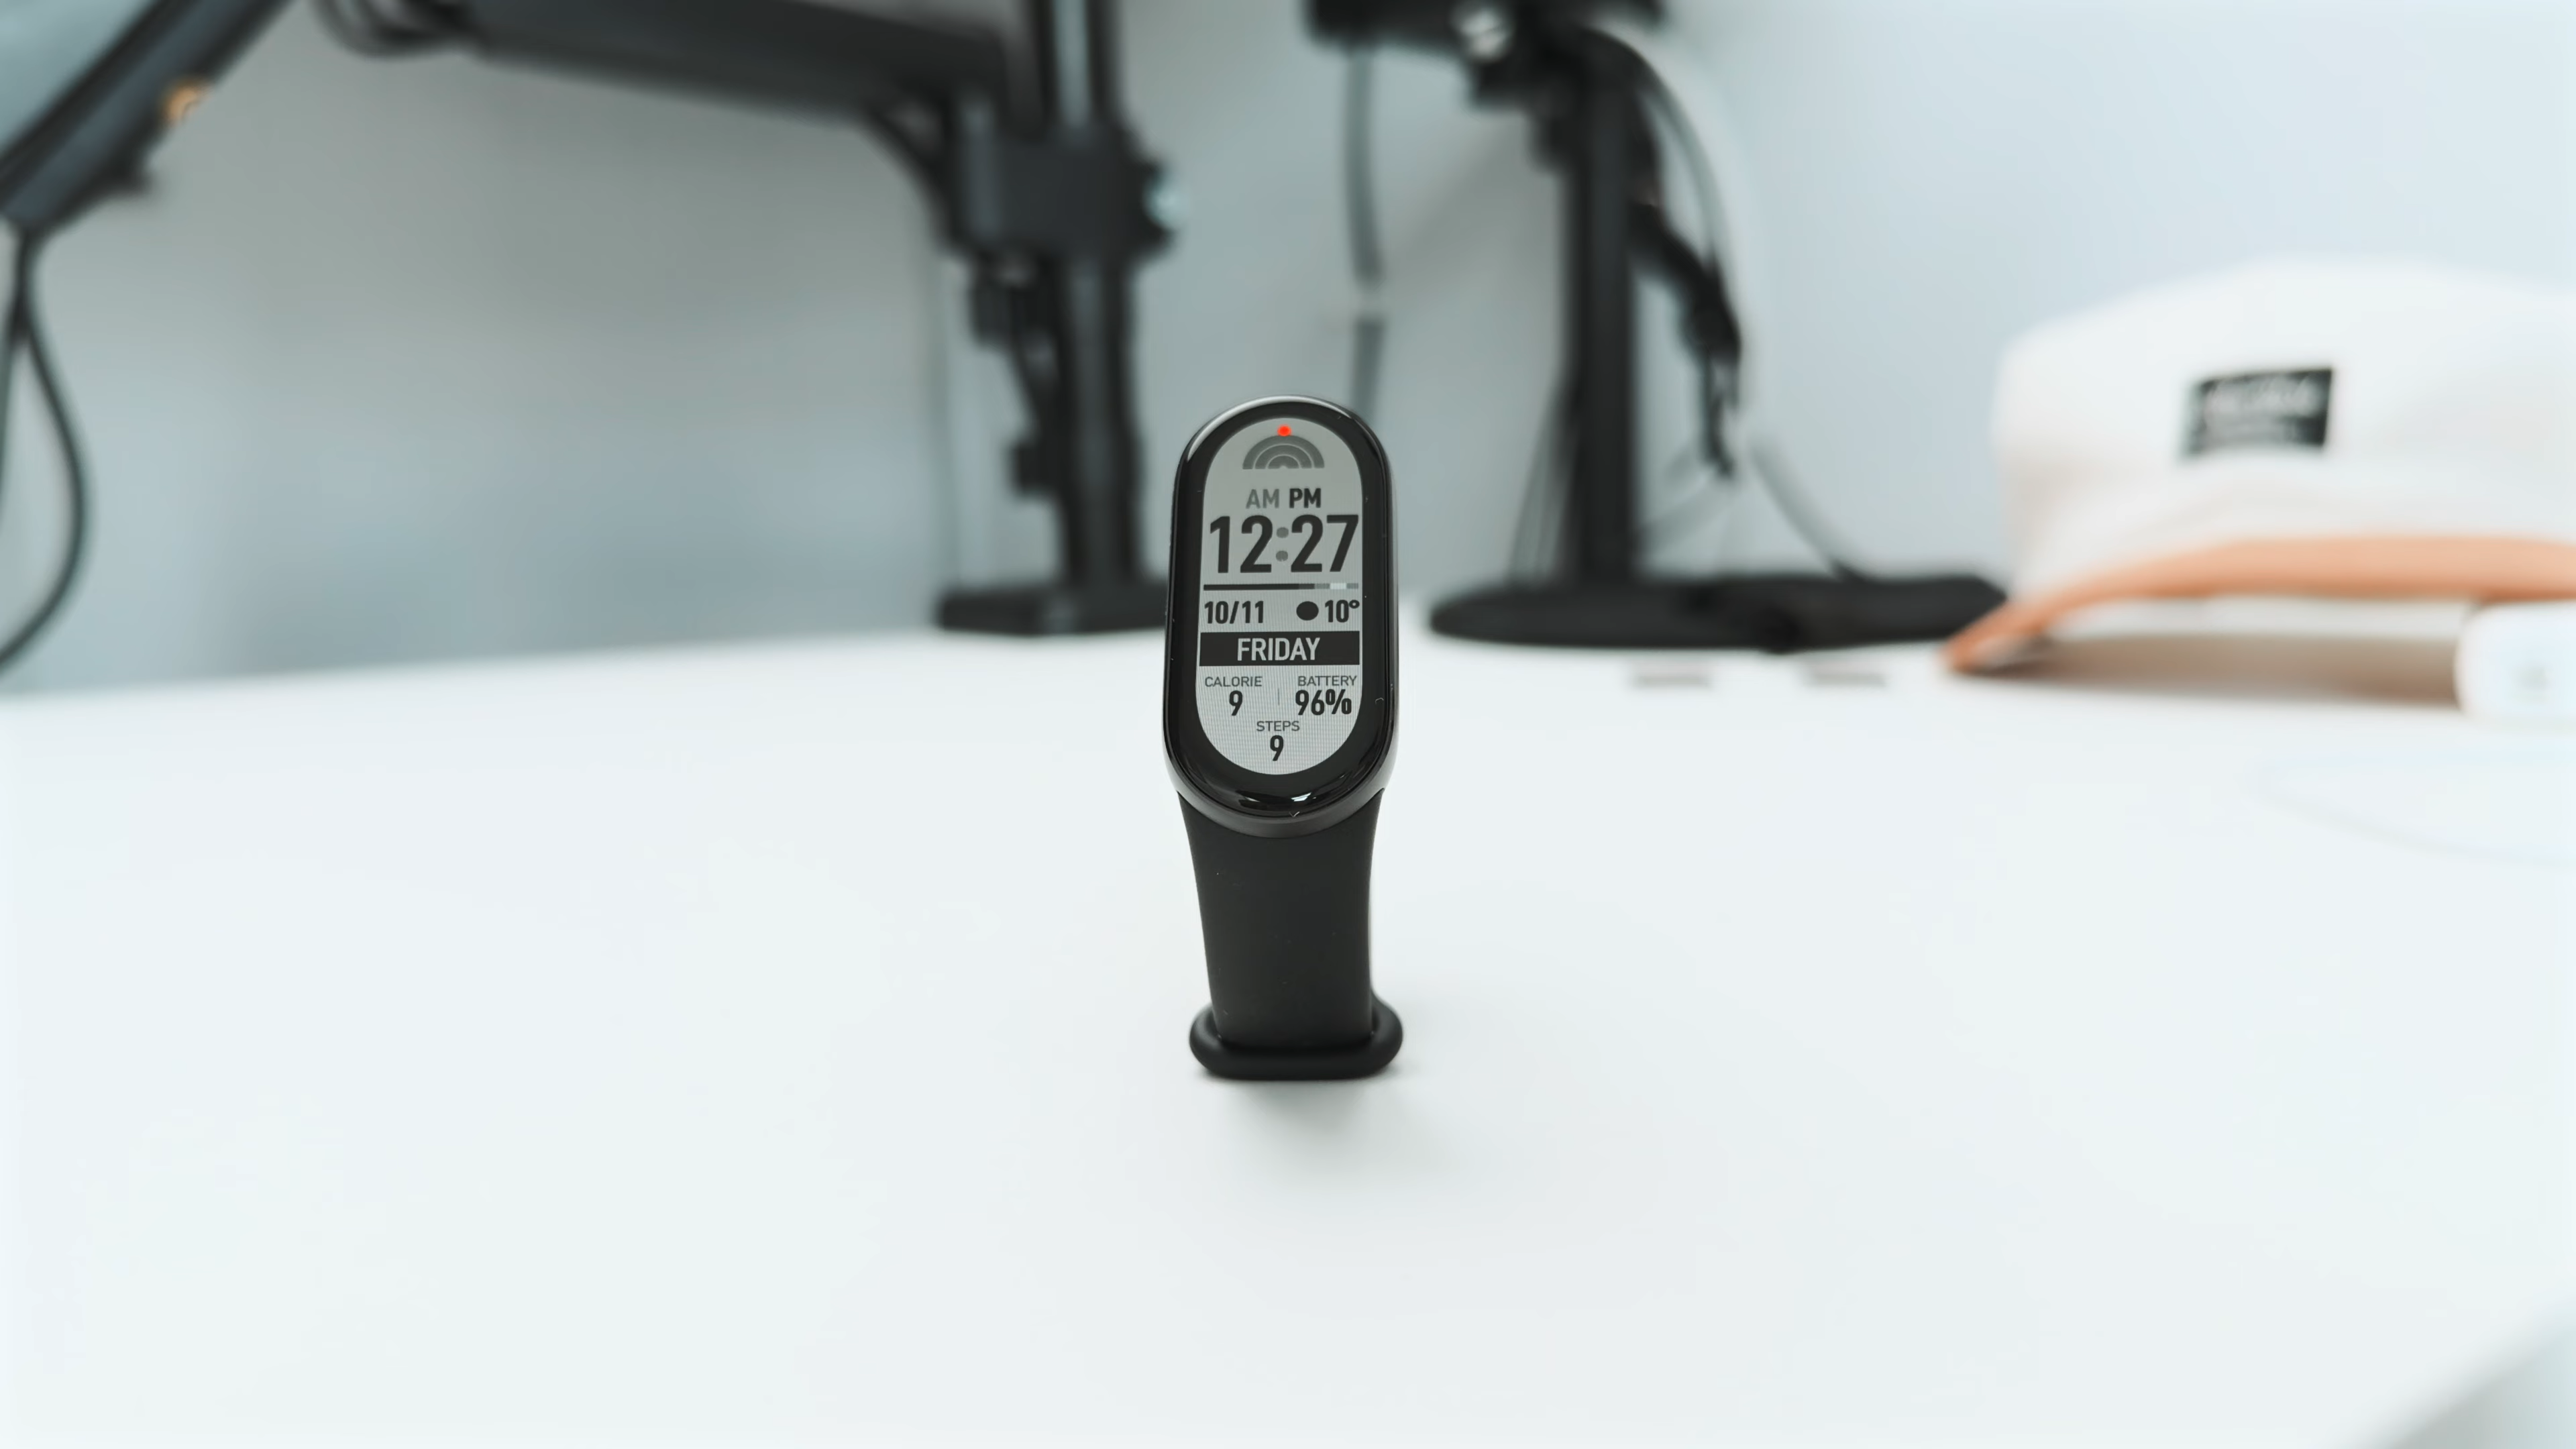 AM PM
12:27
10/11 10°
FRIDAY
CALORIE BATTERY
9 96%
STEPS
9